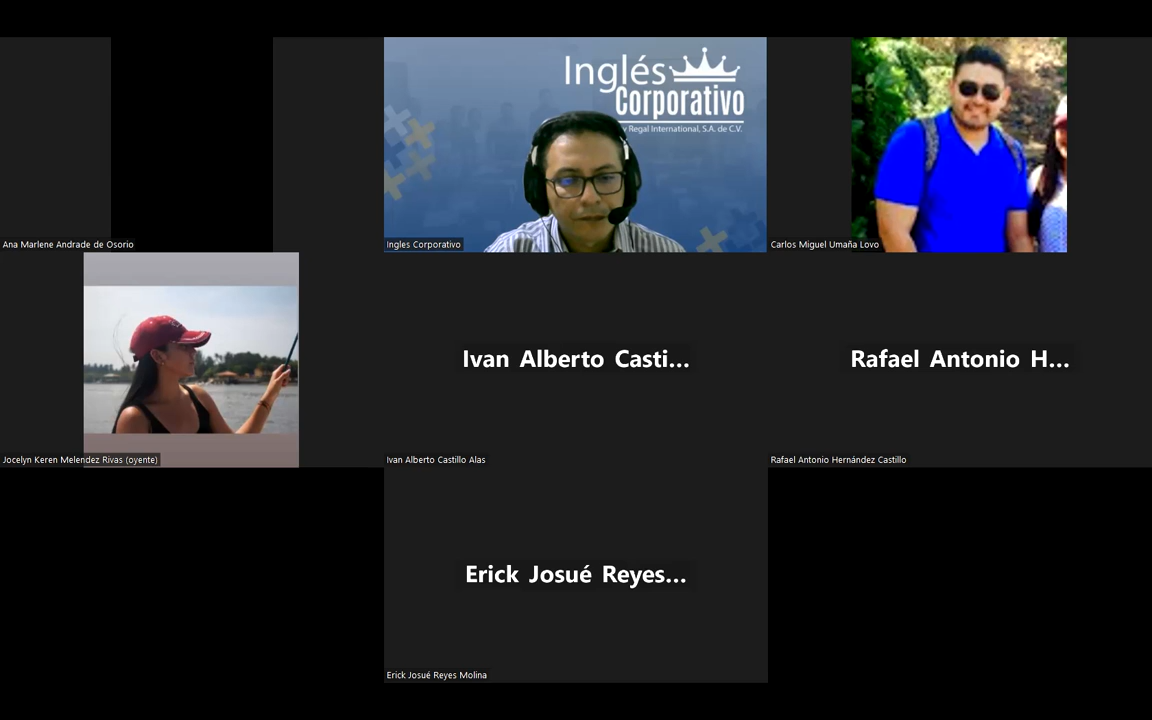 Inglés
Corporativo
y Regal International, S.A. de C.V.
Ana Marlene Andrade de Osorio
Ingles Corporativo
Carlos Miguel Umaña Lovo
Ivan Alberto Casti...
Rafael Antonio H...
Jocelyn Keren Melendez Rivas (oyente)
Ivan Alberto Castillo Alas
Rafael Antonio Hernández Castillo
Erick Josué Reyes...
Erick Josué Reyes Molina